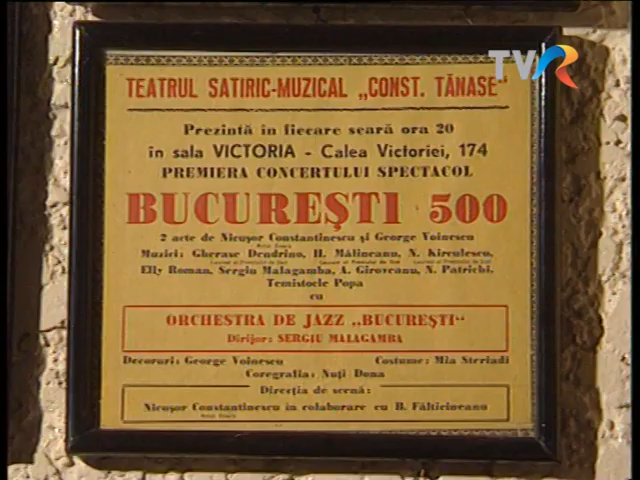 TVR
TEATRUL SATIRIC-MUZICAL „CONST. TĂNASE"
Prezintă în fiecare seară ora 20
în sala VICTORIA - Calea Victoriei, 174
PREMIERA CONCERTULUI SPECTACOL
BUCUREŞTI 500
2 acte de Nicuşor Constantinescu şi George Voinescu
Muzici: Gherase Dendrino, H. Mălineanu, N. Kirculescu,
Elly Roman, Sergiu Malagamba, A. Giroveanu, N. Patrichi,
Temistocle Popa
cu
ORCHESTRA DE JAZZ „BUCUREŞTI"
Dirijor: SERGIU MALAGAMBA
Decoruri: George Voinescu Costume: Mia Steriadi
Coregrafia: Nuţi Dona
Direcţia de scenă:
Nicuşor Constantinescu în colaborare cu B. Fălticineanu